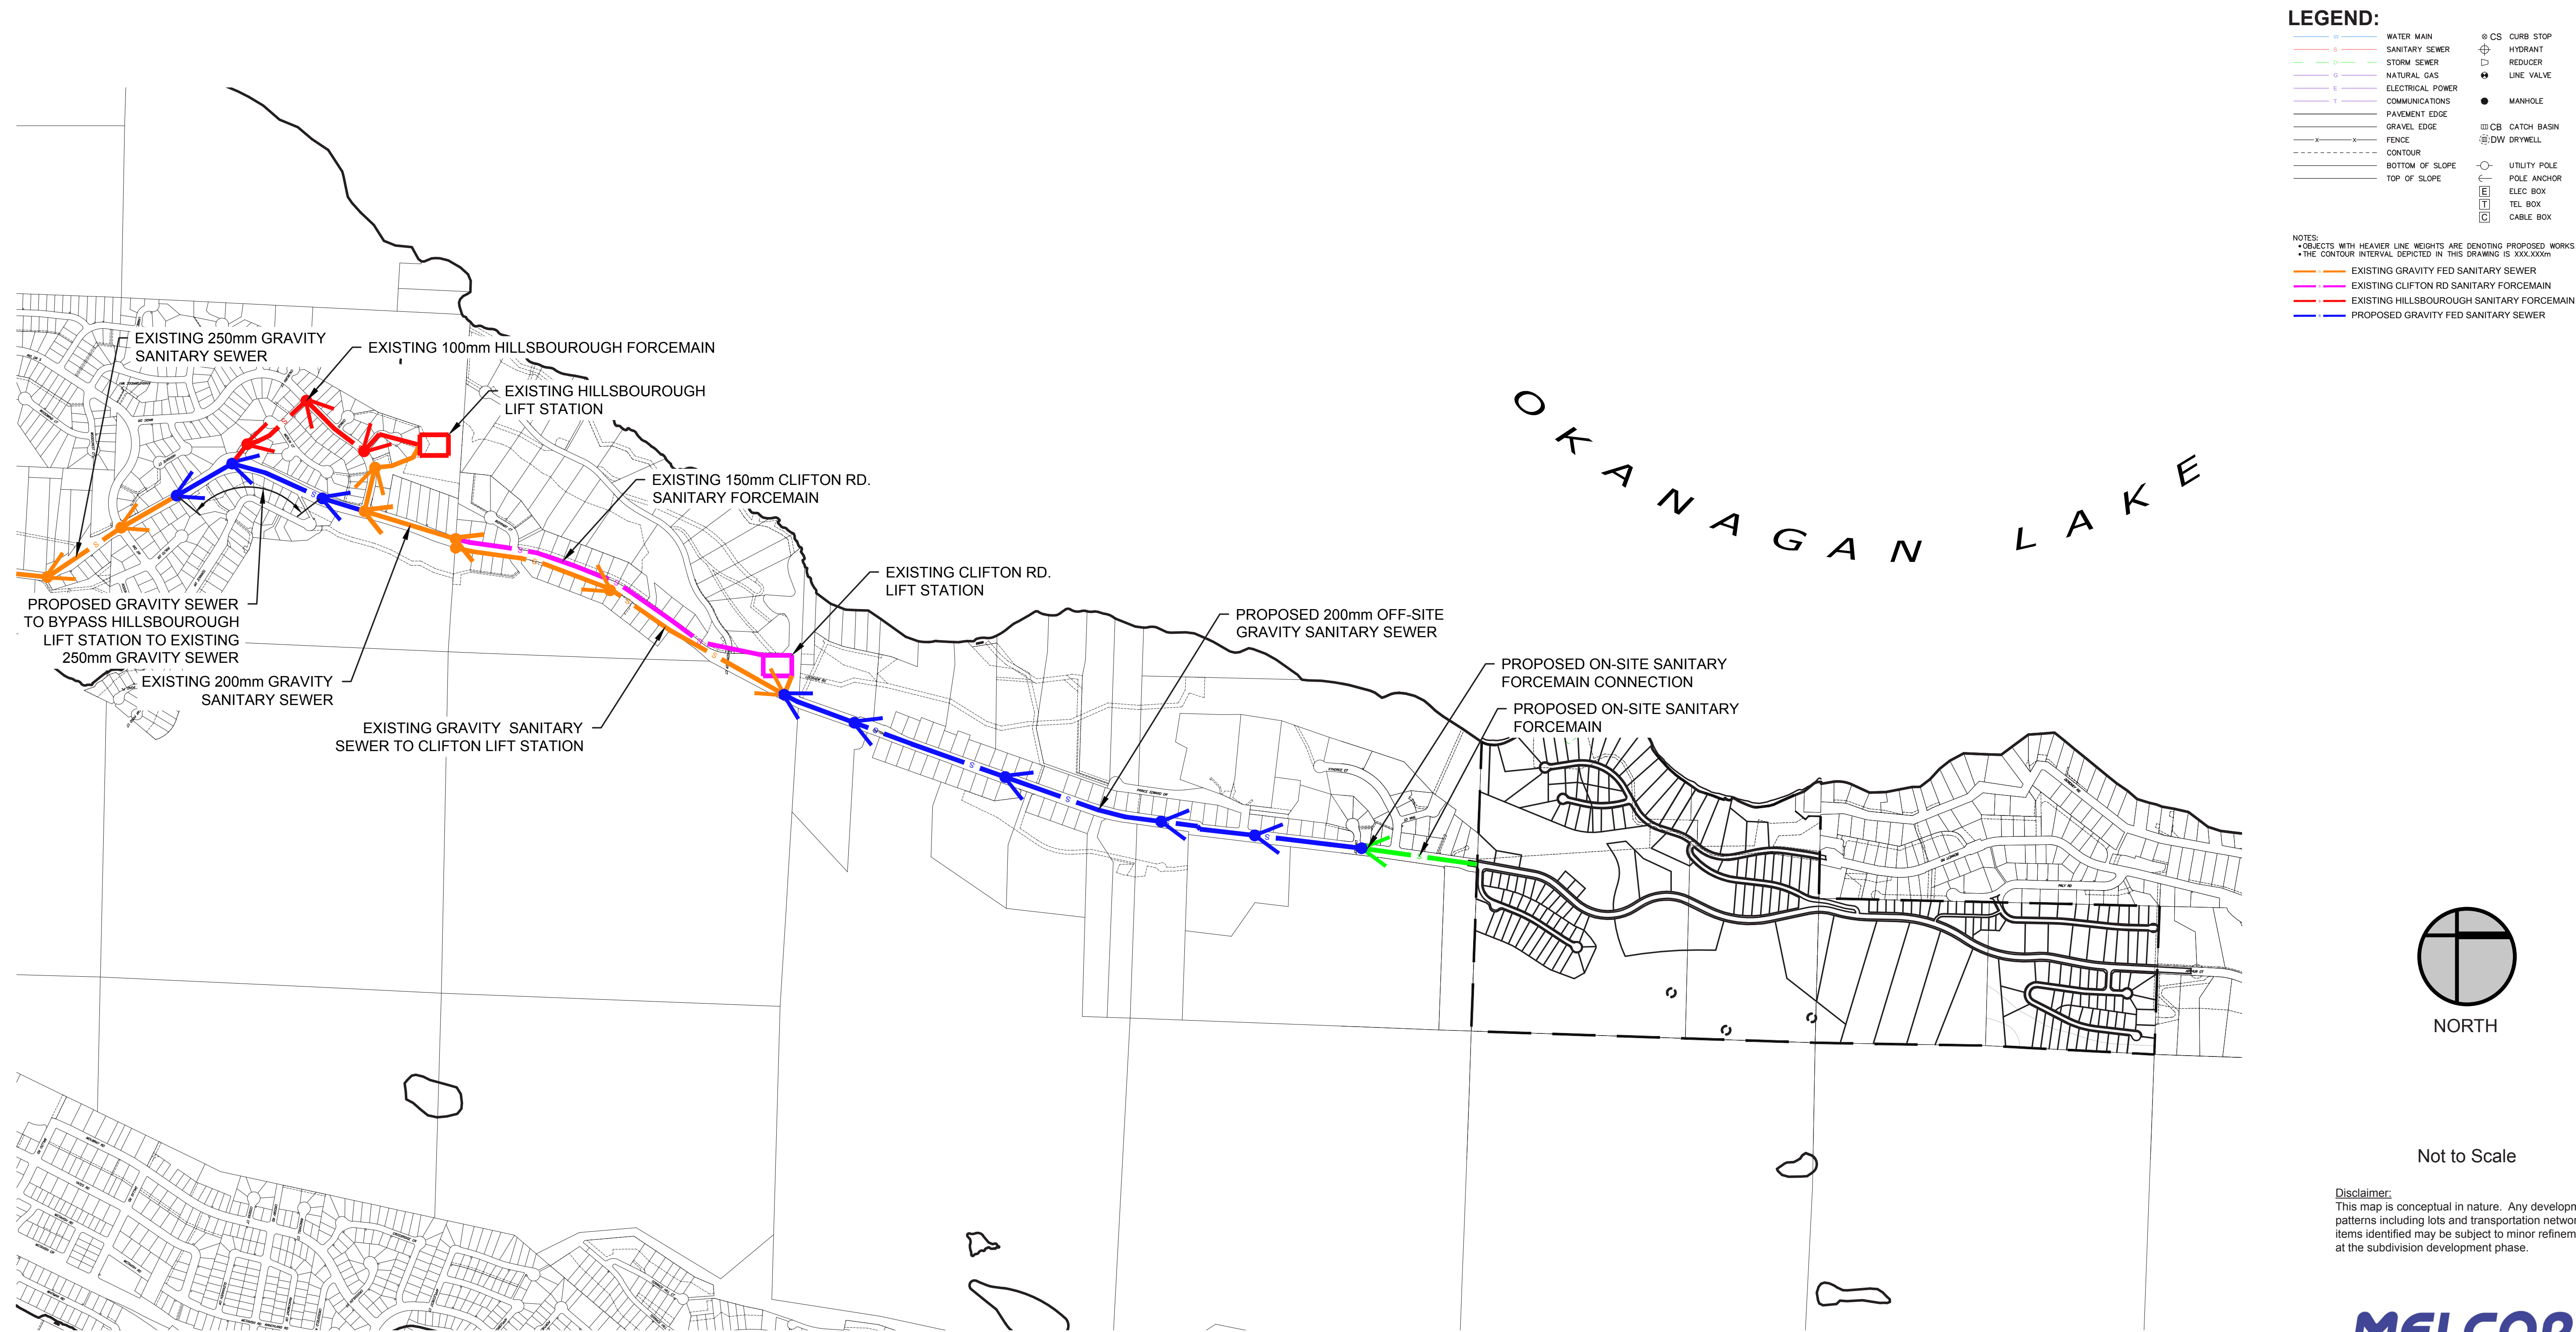 LEGEND:
W WATER MAIN
S SANITARY SEWER
D STORM SEWER
G NATURAL GAS
E ELECTRICAL POWER
T COMMUNICATIONS
PAVEMENT EDGE
GRAVEL EDGE
X X FENCE
CONTOUR
BOTTOM OF SLOPE
TOP OF SLOPE
CS CURB STOP
HYDRANT
REDUCER
LINE VALVE
MANHOLE
CB CATCH BASIN
DW DRYWELL
UTILITY POLE
POLE ANCHOR
E ELEC BOX
T TEL BOX
C CABLE BOX
NOTES:
• OBJECTS WITH HEAVIER LINE WEIGHTS ARE DENOTING PROPOSED WORKS
• THE CONTOUR INTERVAL DEPICTED IN THIS DRAWING IS XXX.XXXm
EXISTING GRAVITY FED SANITARY SEWER
EXISTING CLIFTON RD SANITARY FORCEMAIN
EXISTING HILLSBOUROUGH SANITARY FORCEMAIN
PROPOSED GRAVITY FED SANITARY SEWER
EXISTING 250mm GRAVITY
SANITARY SEWER
EXISTING 100mm HILLSBOUROUGH FORCEMAIN
EXISTING HILLSBOUROUGH
LIFT STATION
EXISTING 150mm CLIFTON RD.
SANITARY FORCEMAIN
EXISTING CLIFTON RD.
LIFT STATION
PROPOSED GRAVITY SEWER
TO BYPASS HILLSBOUROUGH
LIFT STATION TO EXISTING
250mm GRAVITY SEWER
EXISTING 200mm GRAVITY
SANITARY SEWER
EXISTING GRAVITY SANITARY
SEWER TO CLIFTON LIFT STATION
PROPOSED 200mm OFF-SITE
GRAVITY SANITARY SEWER
PROPOSED ON-SITE SANITARY
FORCEMAIN CONNECTION
PROPOSED ON-SITE SANITARY
FORCEMAIN
OKANAGAN LAKE
PRINCE EDWARD DR
NORTH
Not to Scale
Disclaimer:
This map is conceptual in nature. Any developm
patterns including lots and transportation networ
items identified may be subject to minor refinem
at the subdivision development phase.
MELCOR